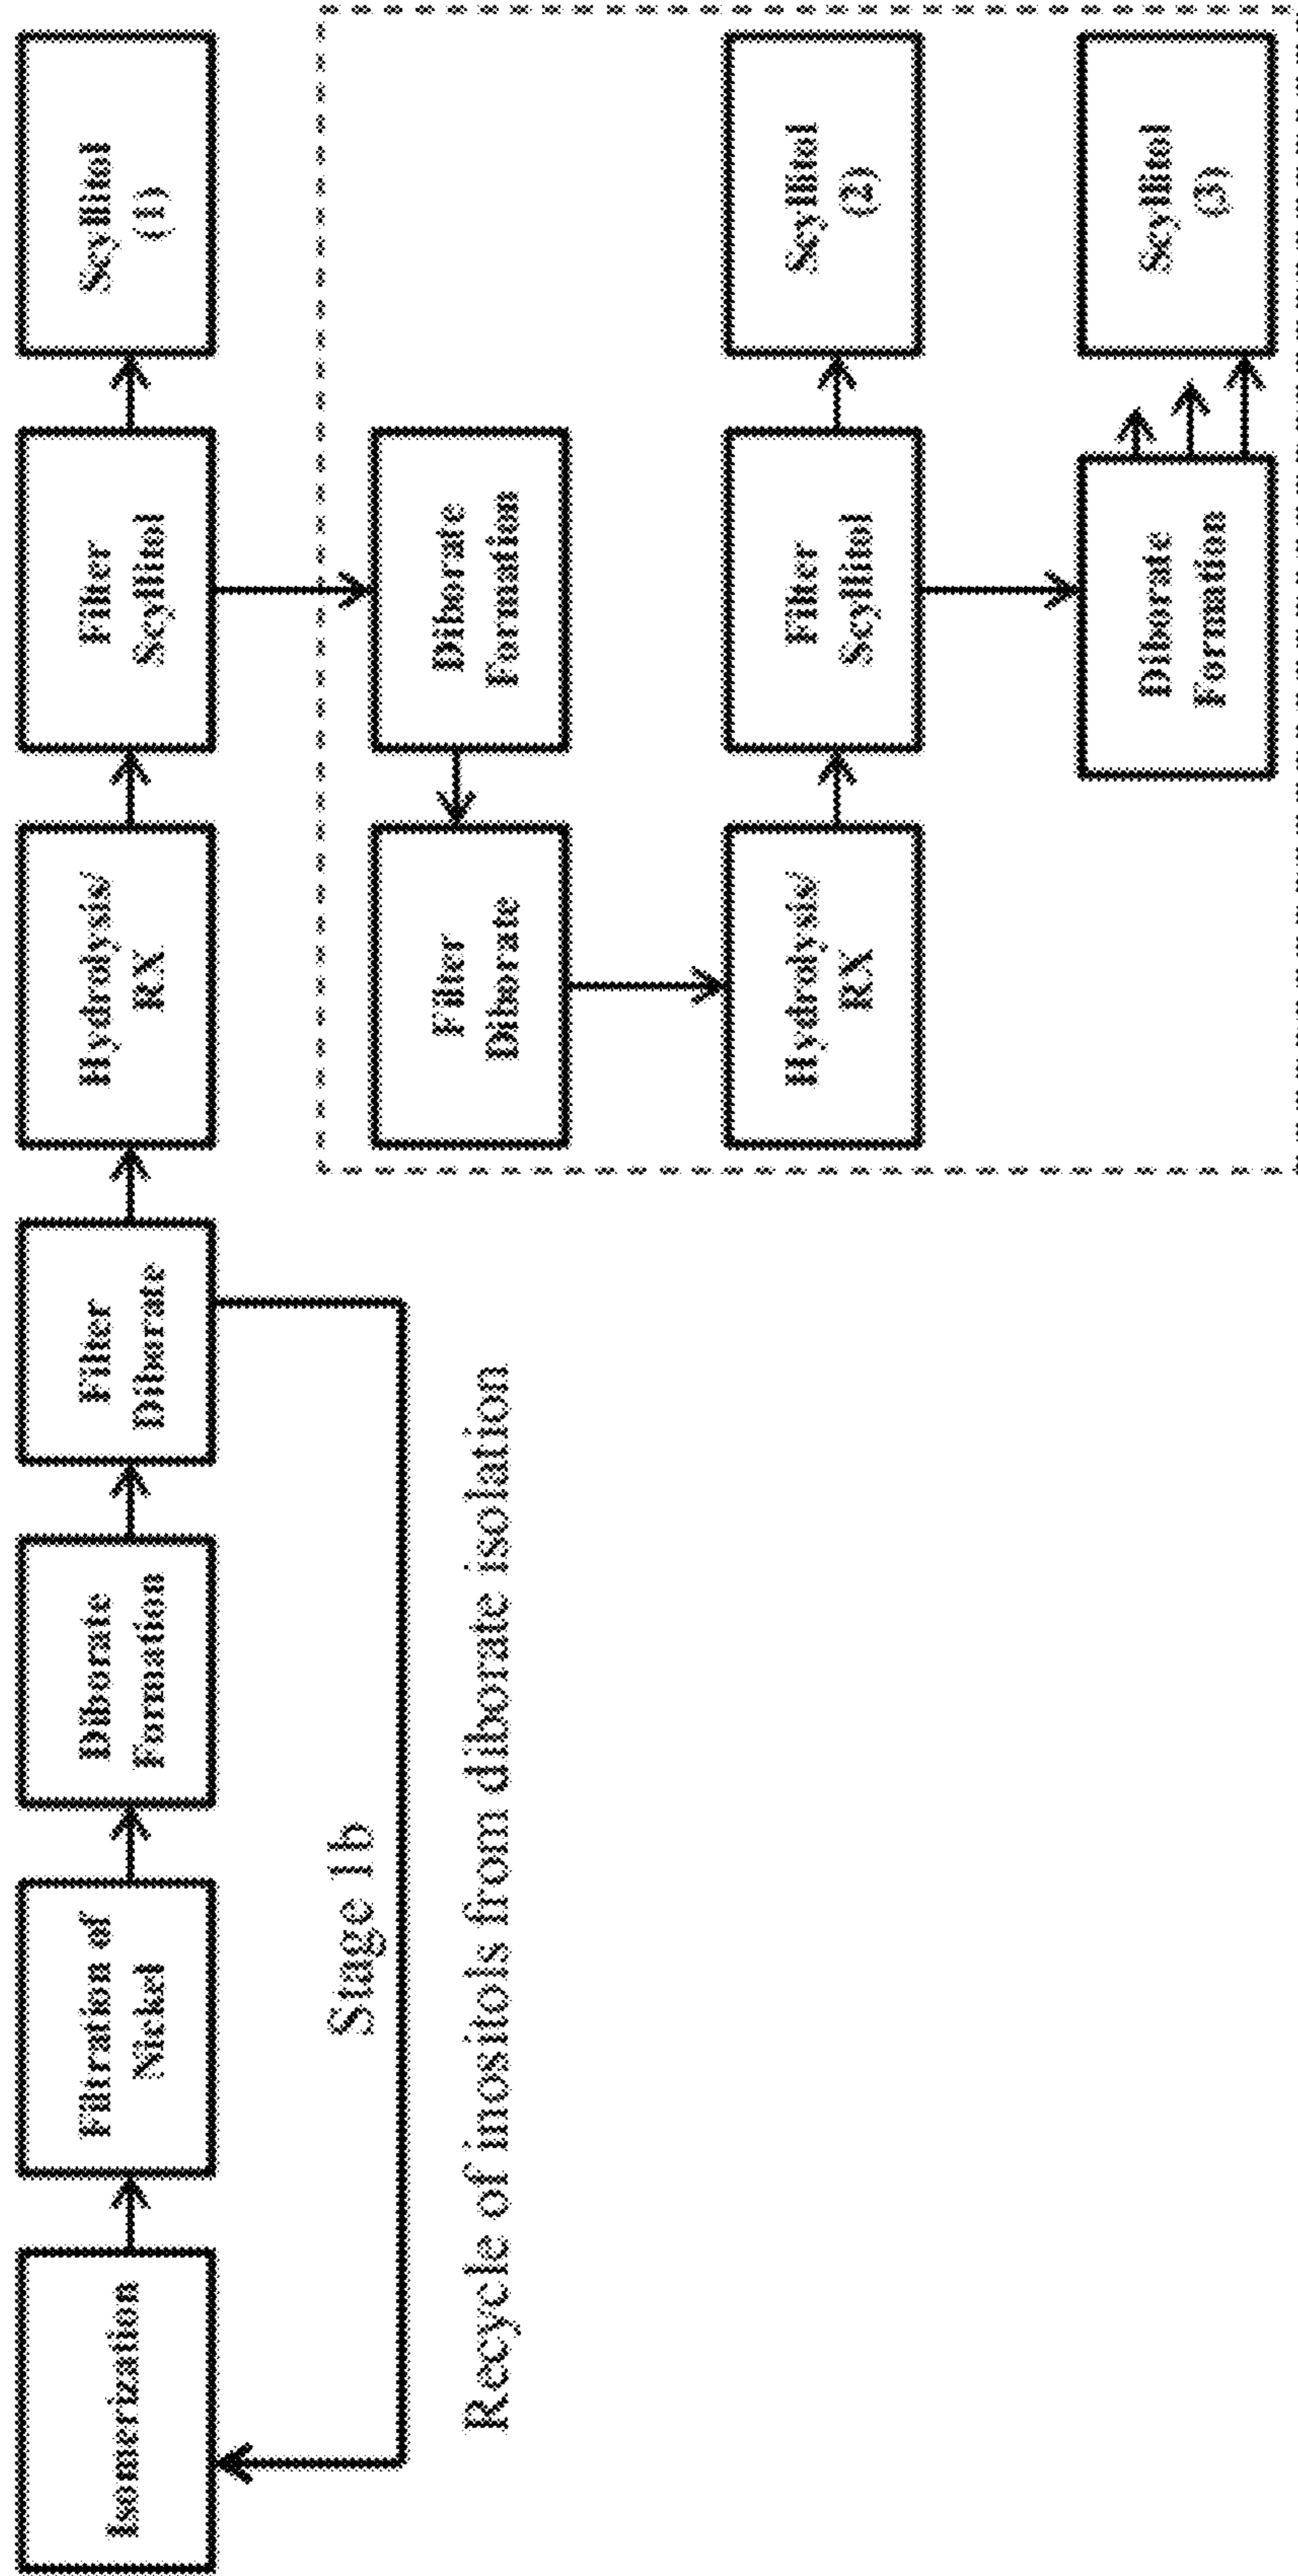 Isomerization
Filtration of
Nickel
Diborate
Formation
Filter
Diborate
Hydrolysis/
RX
Filter
Scyllitol
Scyllitol
(1)
Stage 1b
Recycle of inositols from diborate isolation
Filter
Diborate
Diborate
Formation
Hydrolysis/
RX
Filter
Scyllitol
Scyllitol
(2)
Diborate
Formation
Scyllitol
(3)